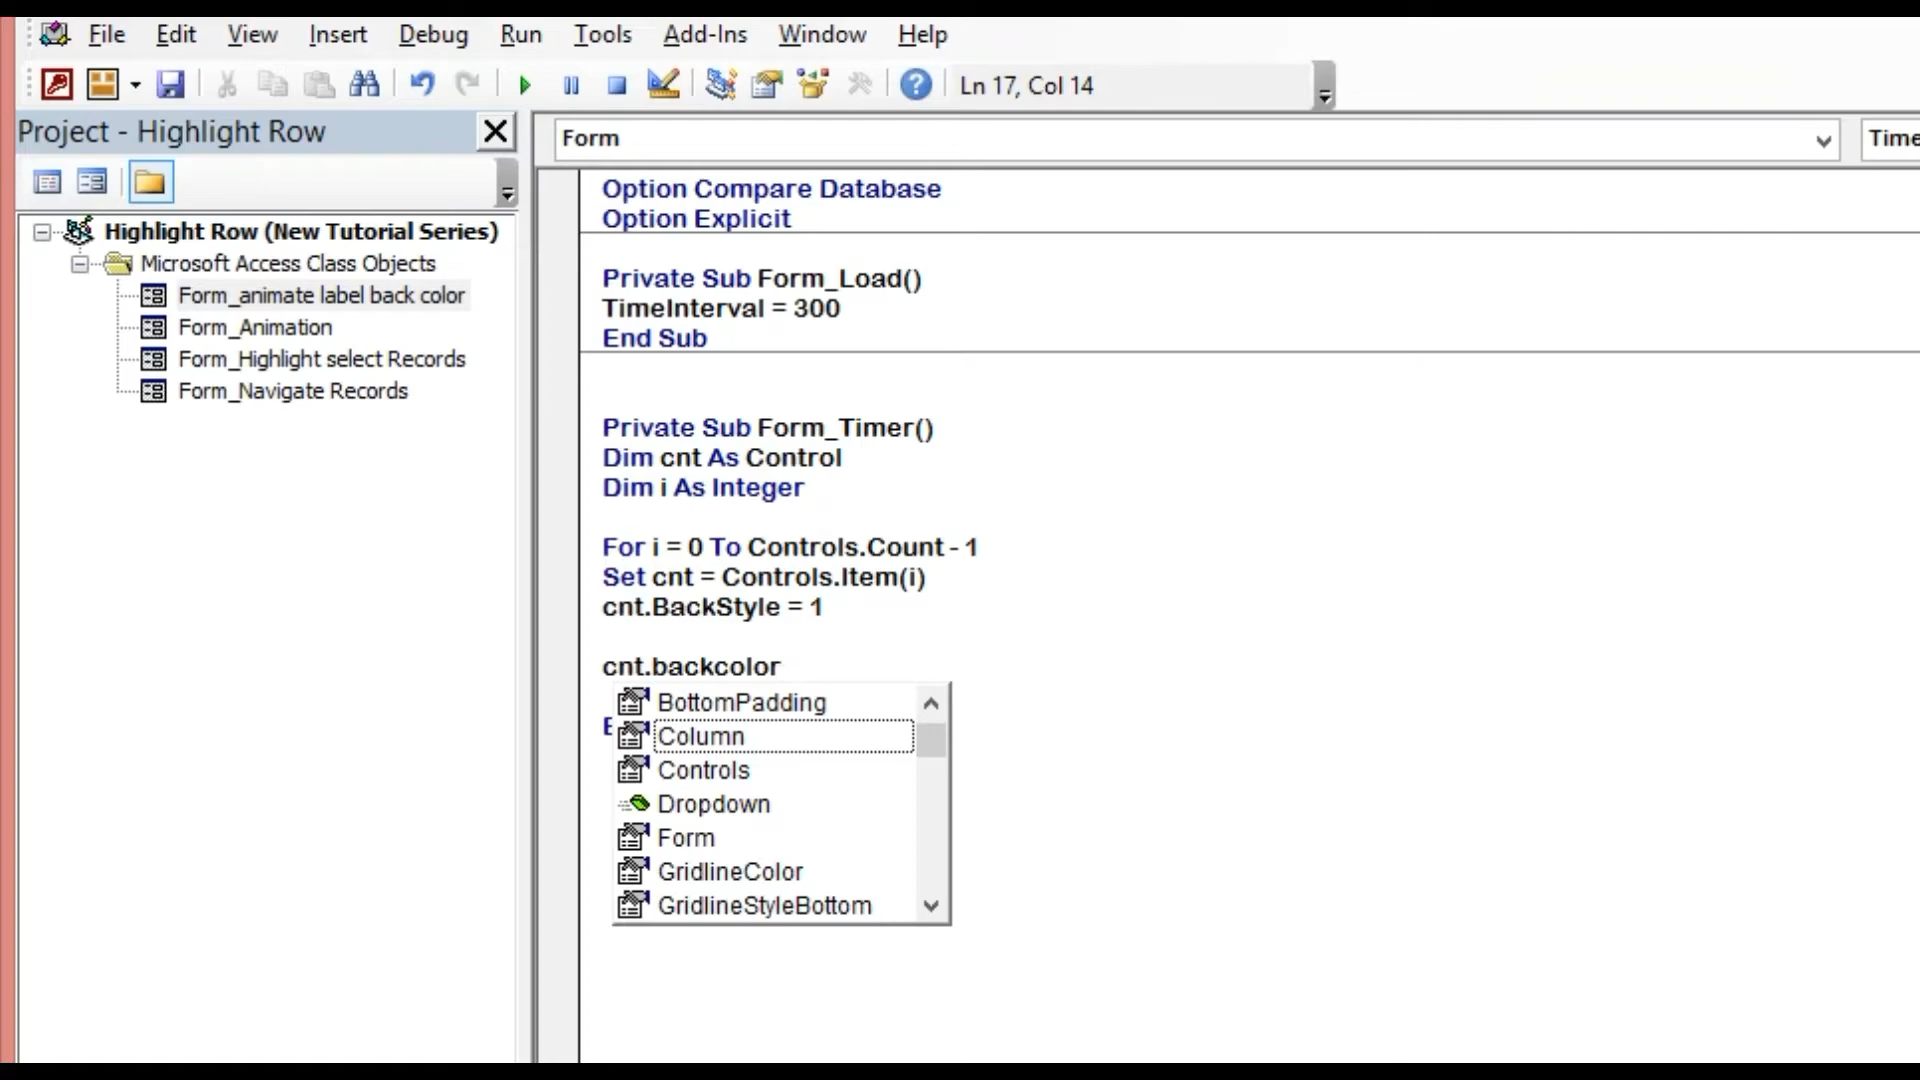 File Edit View Insert Debug Run Tools Add-Ins Window Help
Ln 17, Col 14
Project - Highlight Row
Form
Time
Highlight Row (New Tutorial Series)
Microsoft Access Class Objects
Form_animate label back color
Form_Animation
Form_Highlight select Records
Form_Navigate Records
Option Compare Database
Option Explicit
Private Sub Form_Load()
TimeInterval = 300
End Sub
Private Sub Form_Timer()
Dim cnt As Control
Dim i As Integer
For i = 0 To Controls.Count - 1
Set cnt = Controls.Item(i)
cnt.BackStyle = 1
cnt.backcolor
BottomPadding
Column
Controls
Dropdown
Form
GridlineColor
GridlineStyleBottom